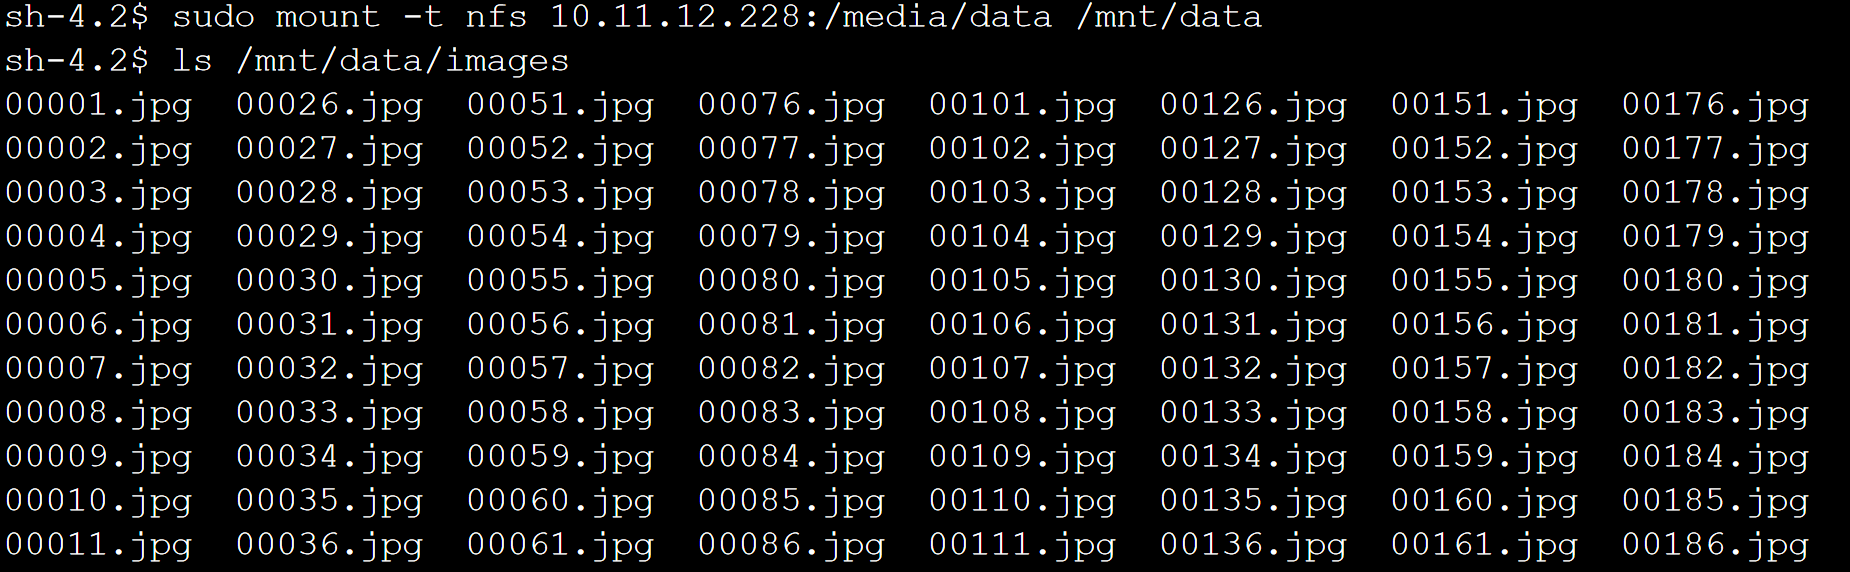 sh-4.2$ sudo mount -t nfs 10.11.12.228:/media/data /mnt/data
sh-4.2$ ls /mnt/data/images
00001.jpg  00026.jpg  00051.jpg  00076.jpg  00101.jpg  00126.jpg  00151.jpg  00176.jpg
00002.jpg  00027.jpg  00052.jpg  00077.jpg  00102.jpg  00127.jpg  00152.jpg  00177.jpg
00003.jpg  00028.jpg  00053.jpg  00078.jpg  00103.jpg  00128.jpg  00153.jpg  00178.jpg
00004.jpg  00029.jpg  00054.jpg  00079.jpg  00104.jpg  00129.jpg  00154.jpg  00179.jpg
00005.jpg  00030.jpg  00055.jpg  00080.jpg  00105.jpg  00130.jpg  00155.jpg  00180.jpg
00006.jpg  00031.jpg  00056.jpg  00081.jpg  00106.jpg  00131.jpg  00156.jpg  00181.jpg
00007.jpg  00032.jpg  00057.jpg  00082.jpg  00107.jpg  00132.jpg  00157.jpg  00182.jpg
00008.jpg  00033.jpg  00058.jpg  00083.jpg  00108.jpg  00133.jpg  00158.jpg  00183.jpg
00009.jpg  00034.jpg  00059.jpg  00084.jpg  00109.jpg  00134.jpg  00159.jpg  00184.jpg
00010.jpg  00035.jpg  00060.jpg  00085.jpg  00110.jpg  00135.jpg  00160.jpg  00185.jpg
00011.jpg  00036.jpg  00061.jpg  00086.jpg  00111.jpg  00136.jpg  00161.jpg  00186.jpg